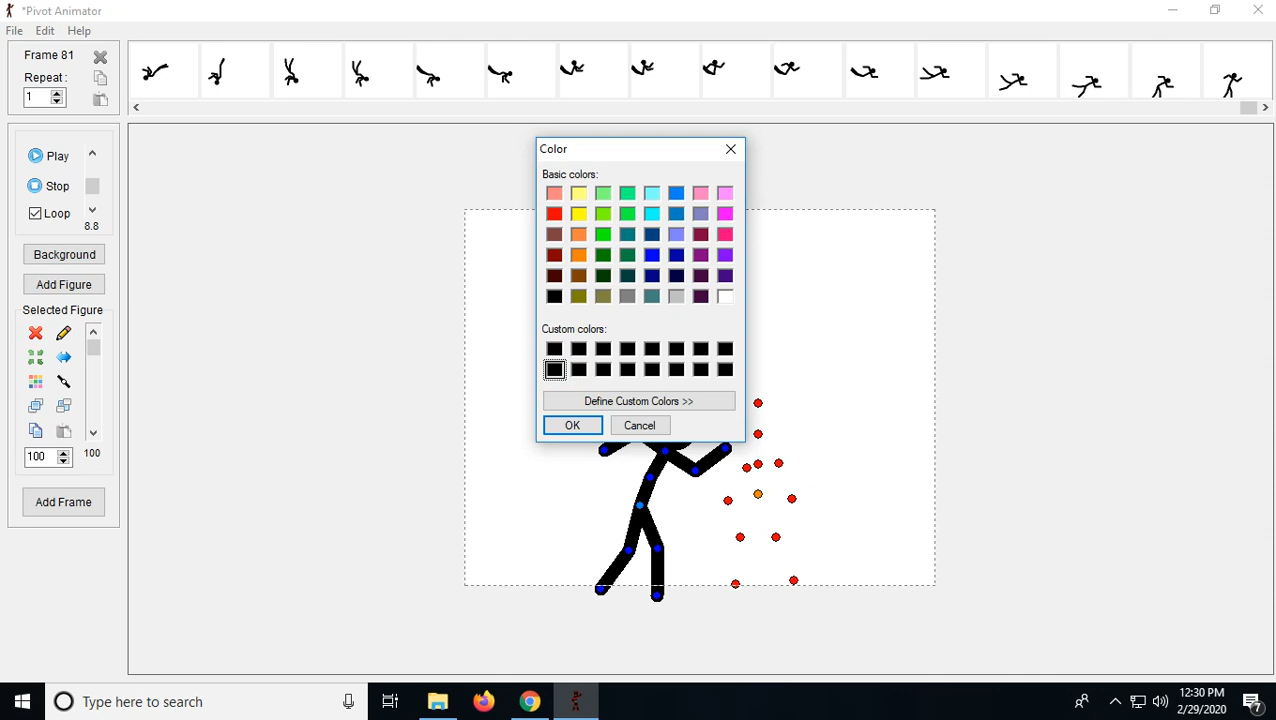 *Pivot Animator
File Edit Help
Frame 81
Repeat :
1
Play
Stop
Loop
8.8
Background
Add Figure
Selected Figure
100 100
Add Frame
Color
Basic colors:
Custom colors:
Define Custom Colors >>
OK Cancel
Type here to search
12:30 PM
2/29/2020
7